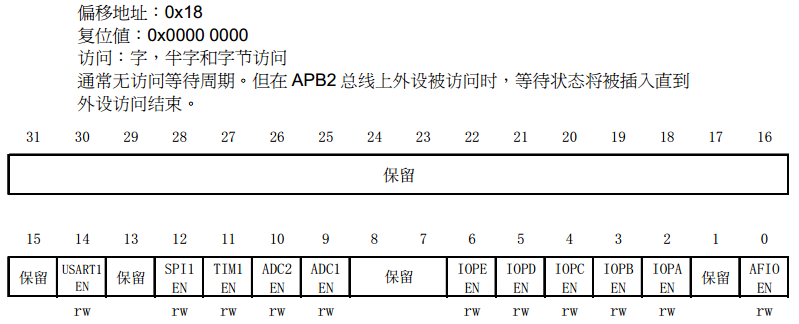 偏移地址：0x18
复位值：0x0000 0000
访问：字，半字和字节访问
通常无访问等待周期。但在 APB2 总线上外设被访问时，等待状态将被插入直到
外设访问结束。
31 30 29 28 27 26 25 24 23 22 21 20 19 18 17 16
保留
15 14 13 12 11 10 9 8 7 6 5 4 3 2 1 0
保留 USART1 保留 SPI1 TIM1 ADC2 ADC1 保留 IOPE IOPD IOPC IOPB IOPA 保留 AFIO
EN EN EN EN EN EN EN EN EN EN EN
rw rw rw rw rw rw rw rw rw rw rw